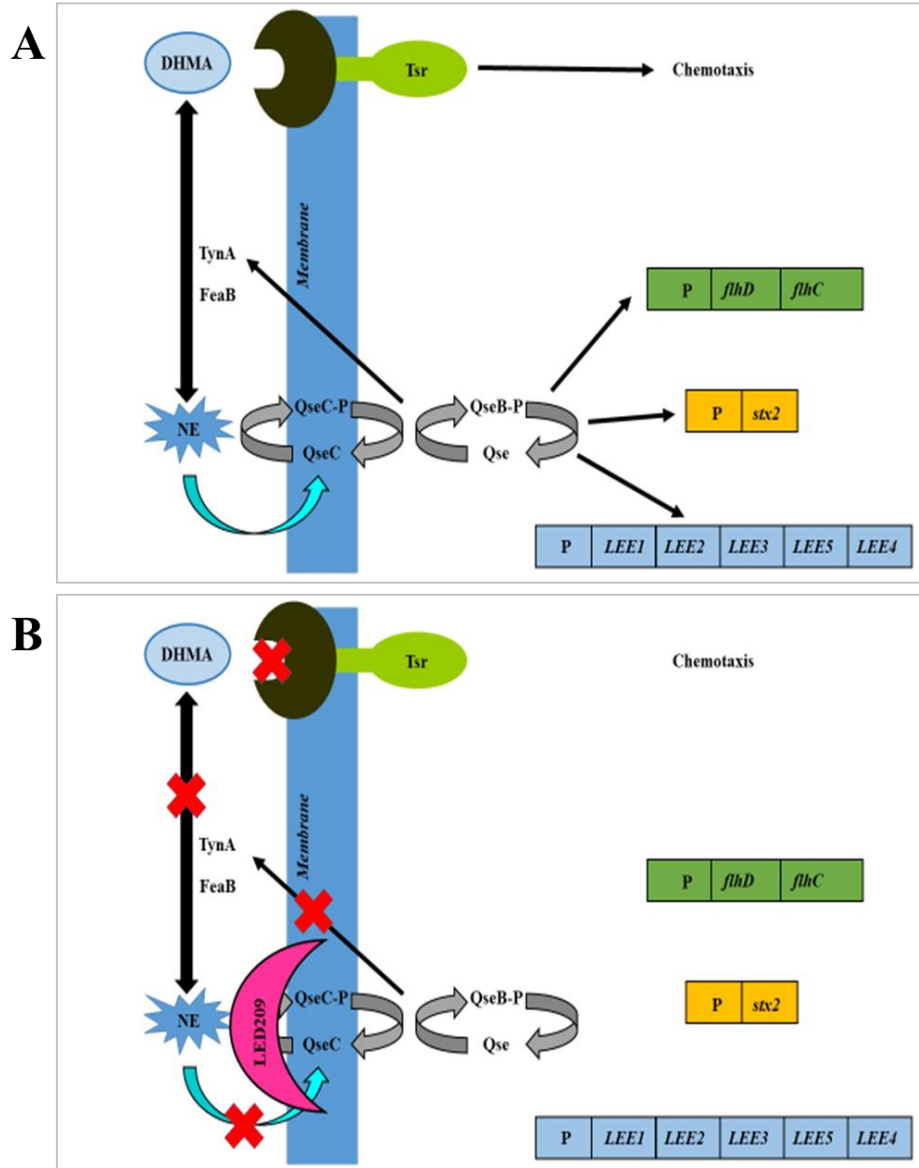 A
DHMA
Tsr
Chemotaxis
Membrane
TynA
FeaB
P flhD flhC
NE
QseC-P
QseC
QseB-P
Qse
P stx2
P LEE1 LEE2 LEE3 LEE5 LEE4
B
DHMA
Tsr
Chemotaxis
Membrane
TynA
FeaB
P flhD flhC
NE
LED209
QseC-P
QseC
QseB-P
Qse
P stx2
P LEE1 LEE2 LEE3 LEE5 LEE4